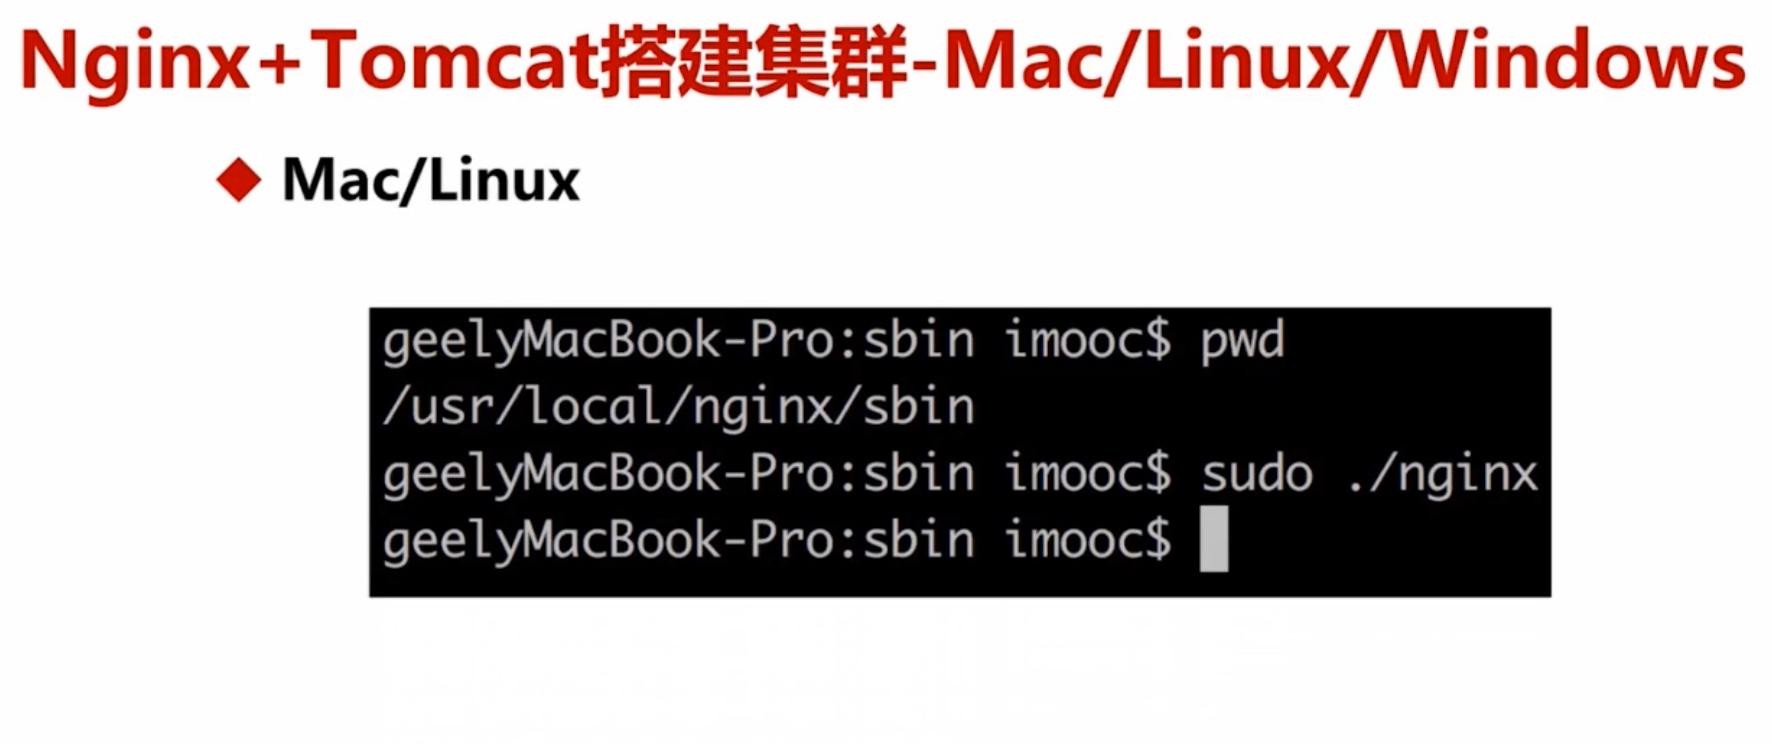 Nginx+Tomcat搭建集群-Mac/Linux/Windows
Mac/Linux
geelyMacBook-Pro:sbin imooc$ pwd
/usr/local/nginx/sbin
geelyMacBook-Pro:sbin imooc$ sudo ./nginx
geelyMacBook-Pro:sbin imooc$